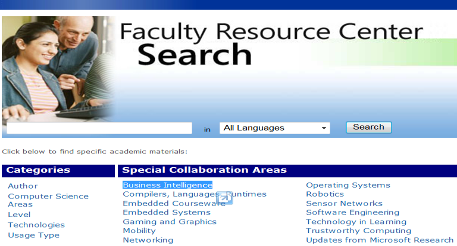 Faculty Resource Center
Search
in All Languages Search
Click below to find specific academic materials:
Categories
Author
Computer Science
Areas
Level
Technologies
Usage Type
Special Collaboration Areas
Business Intelligence
Compilers, Languages, untimes
Embedded Coursew
Embedded Systems
Gaming and Graphics
Mobility
Networking
Operating Systems
Robotics
Sensor Networks
Software Engineering
Technology in Learning
Trustworthy Computing
Updates from Microsoft Research